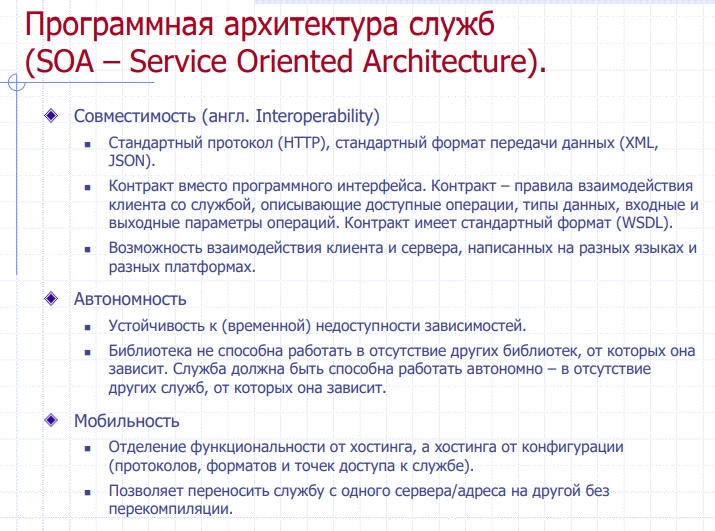 Программная архитектура служб
(SOA – Service Oriented Architecture).
Совместимость (англ. Interoperability)
Стандартный протокол (HTTP), стандартный формат передачи данных (XML,
JSON).
Контракт вместо программного интерфейса. Контракт – правила взаимодействия
клиента со службой, описывающие доступные операции, типы данных, входные и
выходные параметры операций. Контракт имеет стандартный формат (WSDL).
Возможность взаимодействия клиента и сервера, написанных на разных языках и
разных платформах.
Автономность
Устойчивость к (временной) недоступности зависимостей.
Библиотека не способна работать в отсутствие других библиотек, от которых она
зависит. Служба должна быть способна работать автономно – в отсутствие
других служб, от которых она зависит.
Мобильность
Отделение функциональности от хостинга, а хостинга от конфигурации
(протоколов, форматов и точек доступа к службе).
Позволяет переносить службу с одного сервера/адреса на другой без
перекомпиляции.